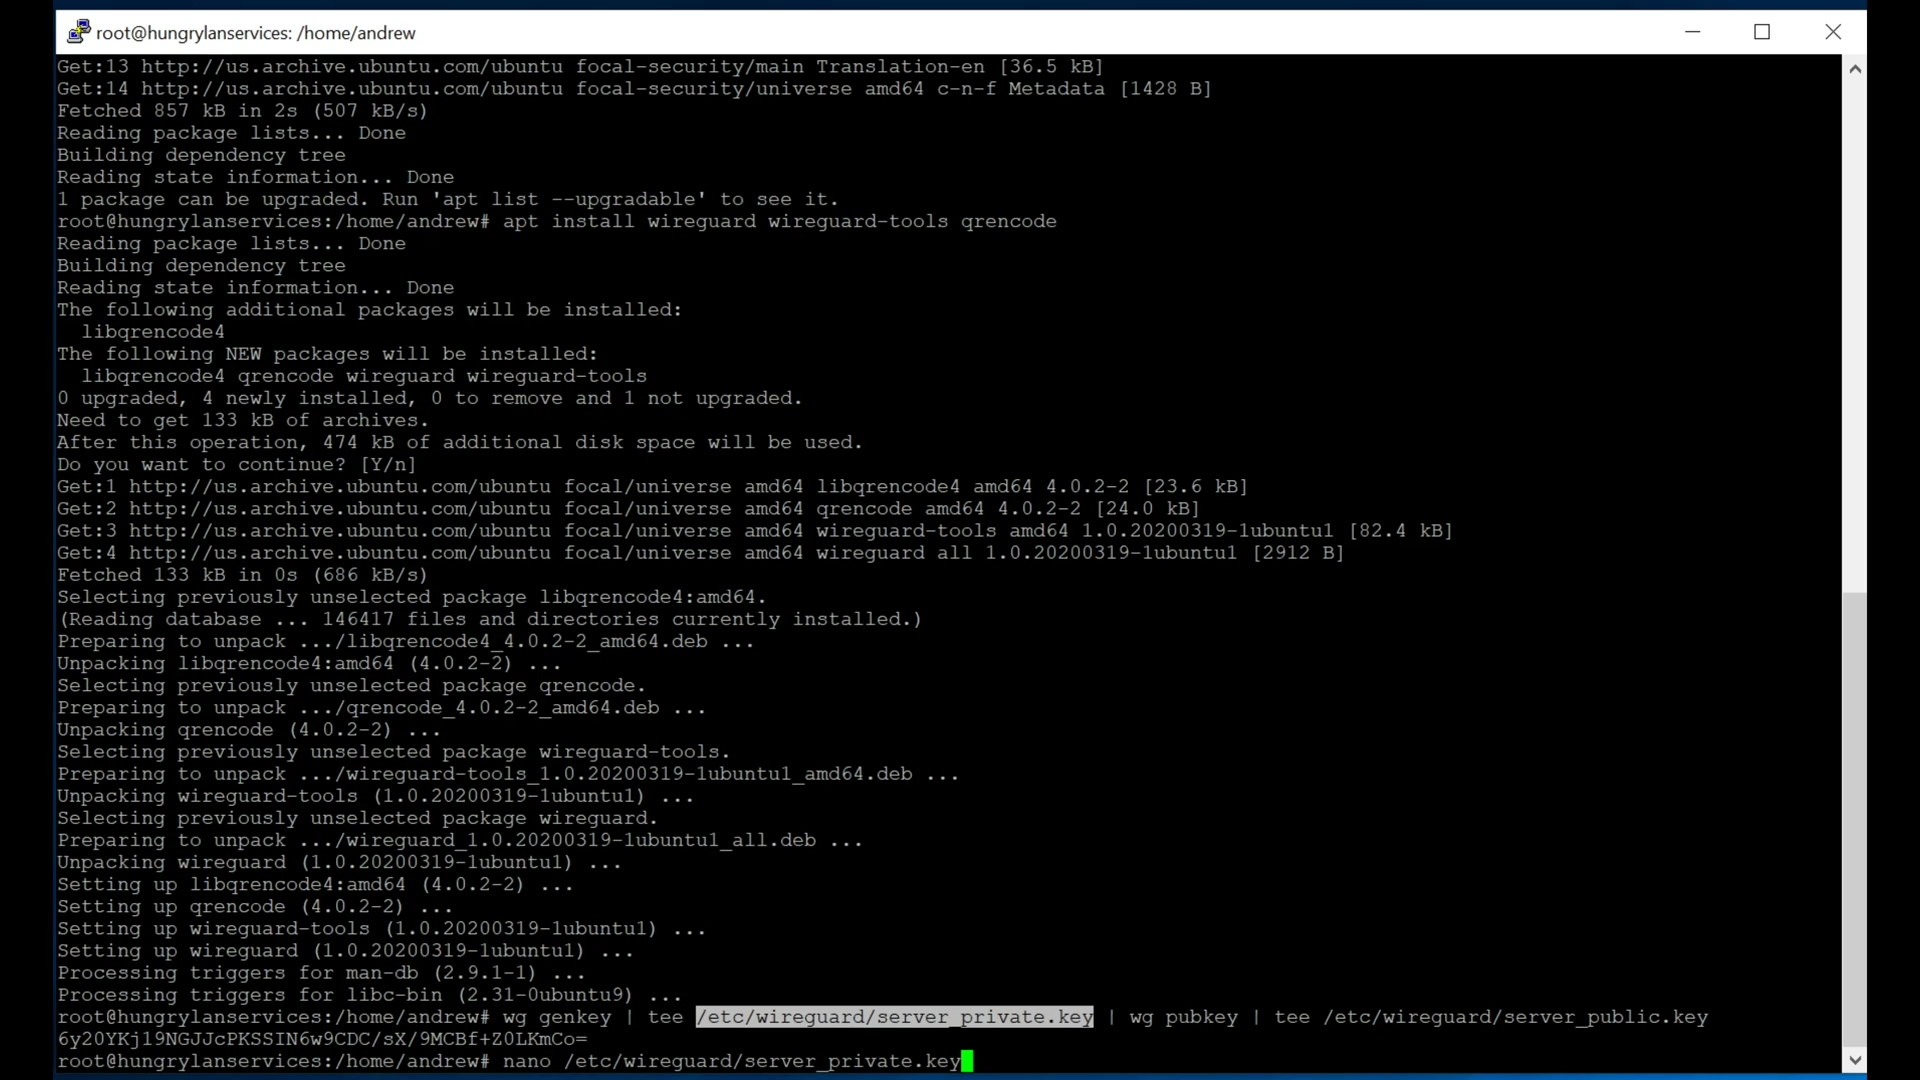 root@hungrylanservices: /home/andrew
Get:13 http://us.archive.ubuntu.com/ubuntu focal-security/main Translation-en [36.5 kB]
Get:14 http://us.archive.ubuntu.com/ubuntu focal-security/universe amd64 c-n-f Metadata [1428 B]
Fetched 857 kB in 2s (507 kB/s)
Reading package lists... Done
Building dependency tree
Reading state information... Done
1 package can be upgraded. Run 'apt list --upgradable' to see it.
root@hungrylanservices:/home/andrew# apt install wireguard wireguard-tools qrencode
Reading package lists... Done
Building dependency tree
Reading state information... Done
The following additional packages will be installed:
  libqrencode4
The following NEW packages will be installed:
  libqrencode4 qrencode wireguard wireguard-tools
0 upgraded, 4 newly installed, 0 to remove and 1 not upgraded.
Need to get 133 kB of archives.
After this operation, 474 kB of additional disk space will be used.
Do you want to continue? [Y/n]
Get:1 http://us.archive.ubuntu.com/ubuntu focal/universe amd64 libqrencode4 amd64 4.0.2-2 [23.6 kB]
Get:2 http://us.archive.ubuntu.com/ubuntu focal/universe amd64 qrencode amd64 4.0.2-2 [24.0 kB]
Get:3 http://us.archive.ubuntu.com/ubuntu focal/universe amd64 wireguard-tools amd64 1.0.20200319-1ubuntu1 [82.4 kB]
Get:4 http://us.archive.ubuntu.com/ubuntu focal/universe amd64 wireguard all 1.0.20200319-1ubuntu1 [2912 B]
Fetched 133 kB in 0s (686 kB/s)
Selecting previously unselected package libqrencode4:amd64.
(Reading database ... 146417 files and directories currently installed.)
Preparing to unpack .../libqrencode4_4.0.2-2_amd64.deb ...
Unpacking libqrencode4:amd64 (4.0.2-2) ...
Selecting previously unselected package qrencode.
Preparing to unpack .../qrencode_4.0.2-2_amd64.deb ...
Unpacking qrencode (4.0.2-2) ...
Selecting previously unselected package wireguard-tools.
Preparing to unpack .../wireguard-tools_1.0.20200319-1ubuntu1_amd64.deb ...
Unpacking wireguard-tools (1.0.20200319-1ubuntu1) ...
Selecting previously unselected package wireguard.
Preparing to unpack .../wireguard_1.0.20200319-1ubuntu1_all.deb ...
Unpacking wireguard (1.0.20200319-1ubuntu1) ...
Setting up libqrencode4:amd64 (4.0.2-2) ...
Setting up qrencode (4.0.2-2) ...
Setting up wireguard-tools (1.0.20200319-1ubuntu1) ...
Setting up wireguard (1.0.20200319-1ubuntu1) ...
Processing triggers for man-db (2.9.1-1) ...
Processing triggers for libc-bin (2.31-0ubuntu9) ...
root@hungrylanservices:/home/andrew# wg genkey | tee /etc/wireguard/server_private.key | wg pubkey | tee /etc/wireguard/server_public.key
6y20YKj19NGJJcPKSSIN6w9CDC/sX/9MCBf+Z0LKmCo=
root@hungrylanservices:/home/andrew# nano /etc/wireguard/server_private.key